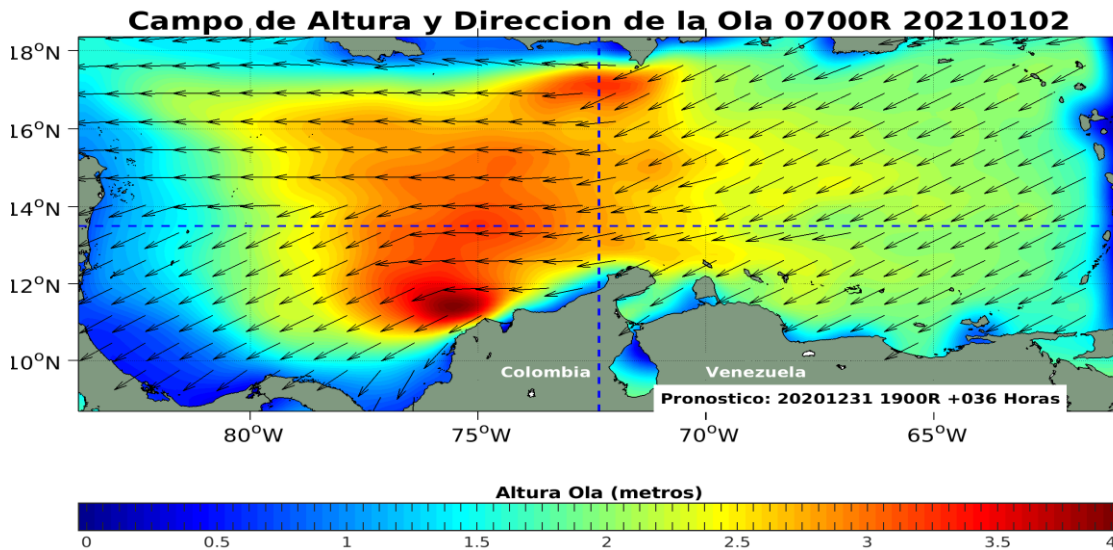 Campo de Altura y Direccion de la Ola 0700R 20210102
18°N
16°N
14°N
12°N
10°N
Colombia
Venezuela
Pronostico: 20201231 1900R +036 Horas
80°W
75°W
70°W
65°W
Altura Ola (metros)
0 0.5 1 1.5 2 2.5 3 3.5 4